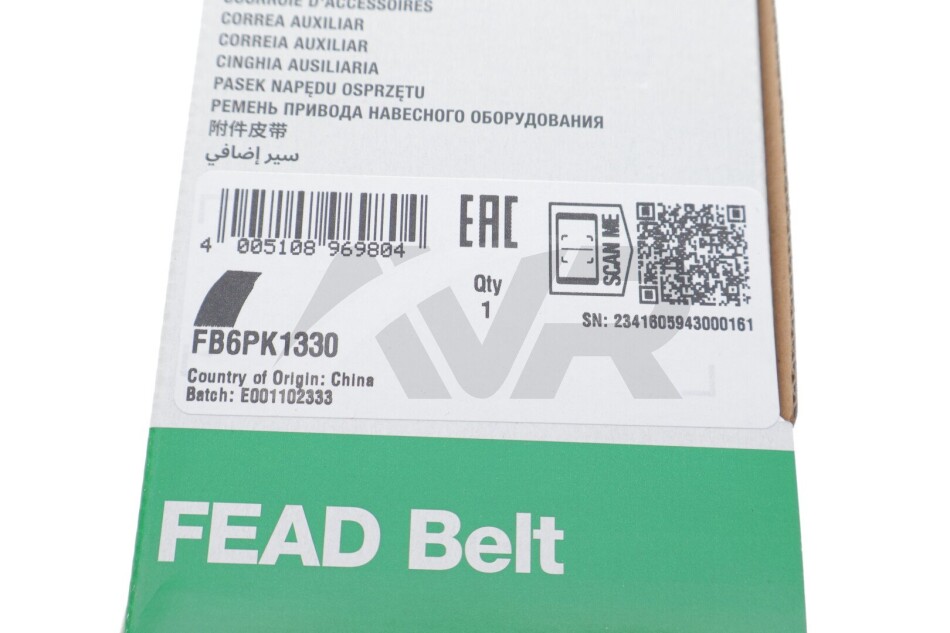 COURROIE D'ACCESSOIRES
CORREA AUXILIAR
CORREIA AUXILIAR
CINGHIA AUSILIARIA
PASEK NAPĘDU OSPRZĘTU
РЕМЕНЬ ПРИВОДА НАВЕСНОГО ОБОРУДОВАНИЯ
附件皮带
سير إضافي
4 005108 969804
EAC
Qty
1
SCAN ME
SN: 2341605943000161
FB6PK1330
Country of Origin: China
Batch: E001102333
IVR
FEAD Belt